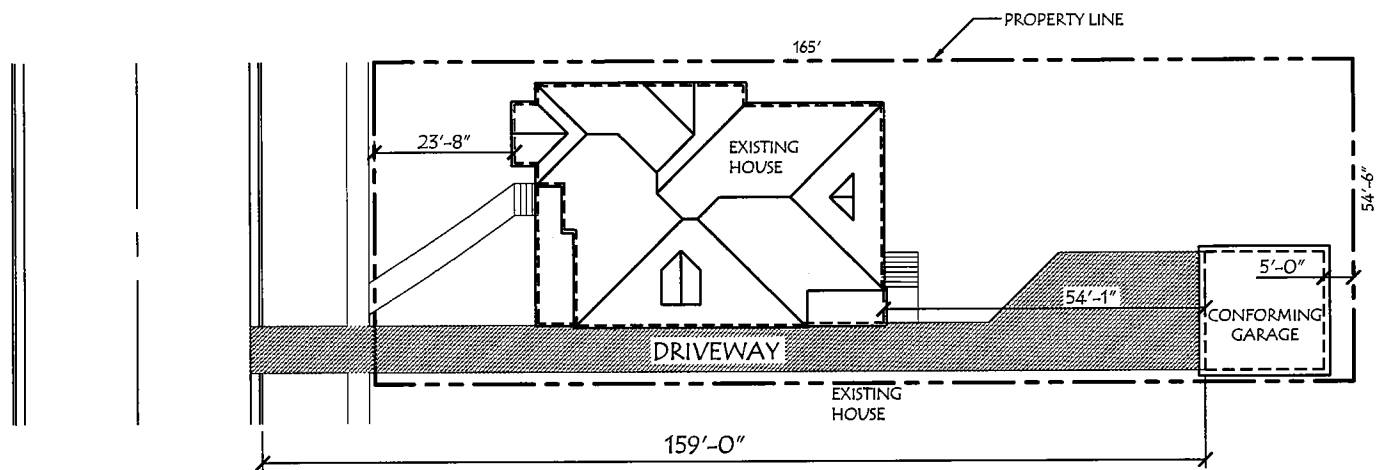 PROPERTY LINE
165'
23'-8"
EXISTING
HOUSE
54'-6"
5'-0"
54'-1"
CONFORMING
GARAGE
DRIVEWAY
EXISTING
HOUSE
159'-0"